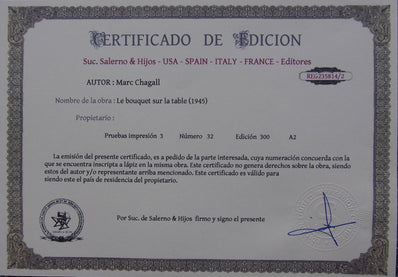 CERTIFICADO DE EDICION
Suc. Salerno & Hijos - USA - SPAIN - ITALY - FRANCE - Editores
REG235814/2
AUTOR : Marc Chagall
Nombre de la obra : Le bouquet sur la table (1945)
Propietario :
Pruebas impresión 3 Número 32 Edición 300 A2
La emisión del presente certificado, es a pedido de la parte interesada, cuya numeración concuerda con la
que se encuentra inscripta a lápiz en la misma obra. Este certificado no genera derechos sobre la obra, siendo
estos del autor y/o representante arriba mencionado. Este certificado es válido para
siendo este el país de residencia del propietario.
Por Suc. de Salerno & Hijos firmo y signo el presente